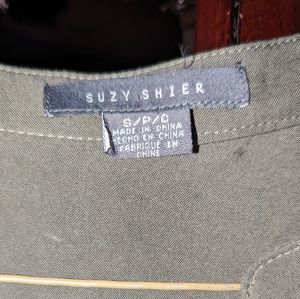 SUZY SHIER
S/P/C
MADE IN CHINA
HECHO EN CHINA
FABRIQUÉ EN
CHINE